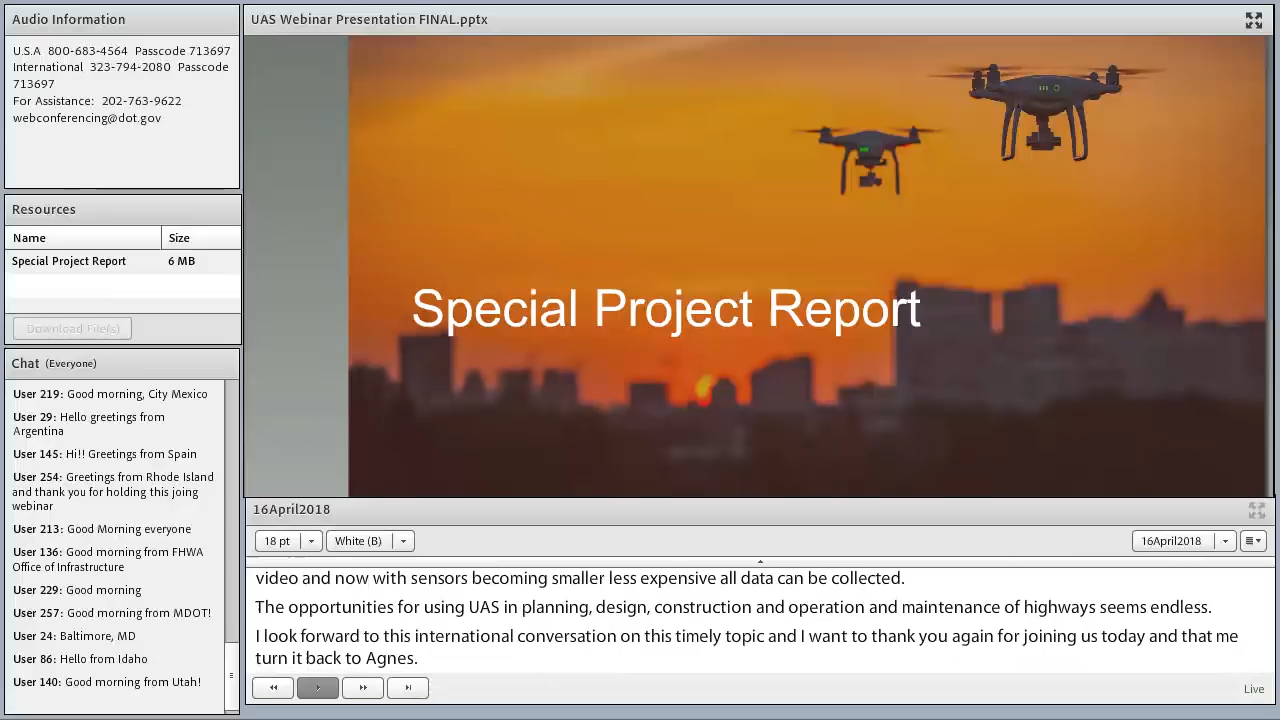 Audio Information
U.S.A 800-683-4564 Passcode 713697
International 323-794-2080 Passcode
713697
For Assistance: 202-763-9622
webconferencing@dot.gov
Resources
Name Size
Special Project Report 6 MB
Download File(s)
Chat (Everyone)
User 219: Good morning, City Mexico
User 29: Hello greetings from
Argentina
User 145: Hi!! Greetings from Spain
User 254: Greetings from Rhode Island
and thank you for holding this joing
webinar
User 213: Good Morning everyone
User 136: Good morning from FHWA
Office of Infrastructure
User 229: Good morning
User 257: Good morning from MDOT!
User 24: Baltimore, MD
User 86: Hello from Idaho
User 140: Good morning from Utah!
UAS Webinar Presentation FINAL.pptx
Special Project Report
16April2018
18 pt White (B) 16April2018
video and now with sensors becoming smaller less expensive all data can be collected.
The opportunities for using UAS in planning, design, construction and operation and maintenance of highways seems endless.
I look forward to this international conversation on this timely topic and I want to thank you again for joining us today and that me
turn it back to Agnes.
Live